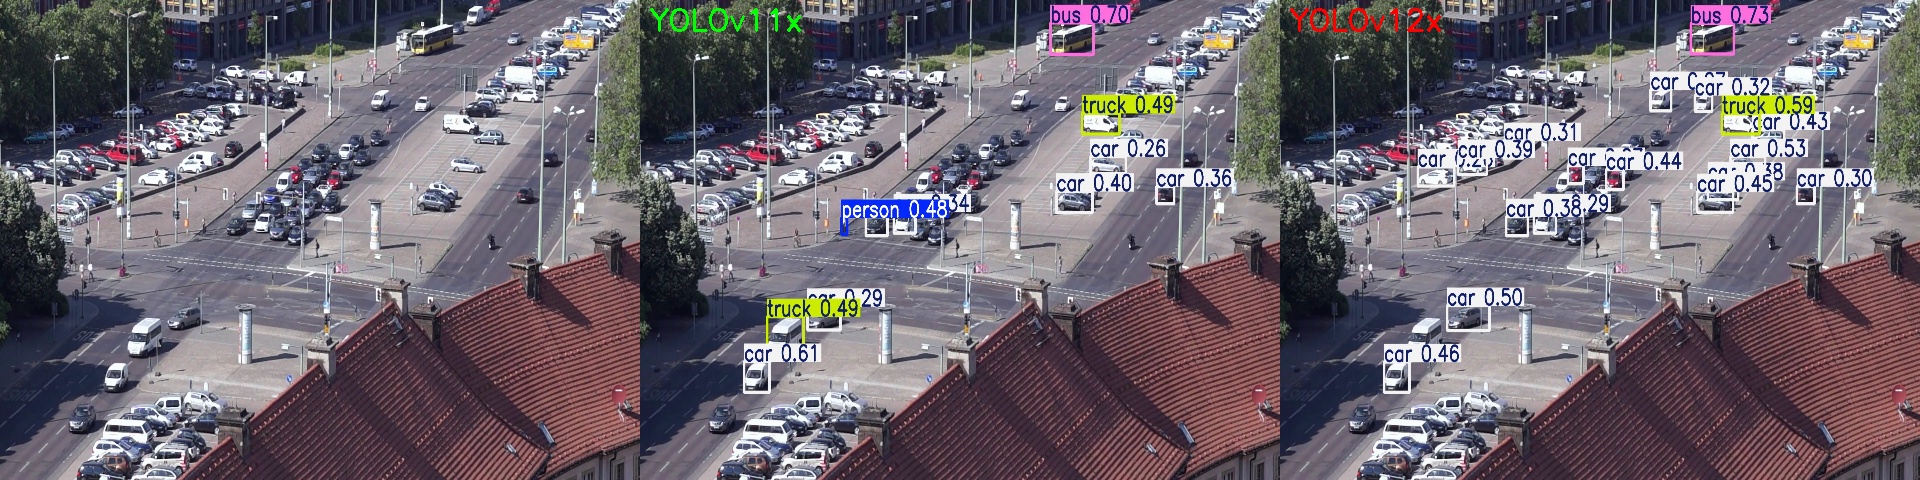 YOLOv11x
bus 0.70
truck 0.49
car 0.26
car 0.40
car 0.36
person 0.48
car 0.29
truck 0.49
car 0.61
YOLOv12x
bus 0.73
car
car 0.32
truck 0.59
car 0.43
car 0.31
car 0.39
car
car
car 0.44
car 0.53
car 0.45
car 0.30
car 0.38
car 0.50
car 0.46